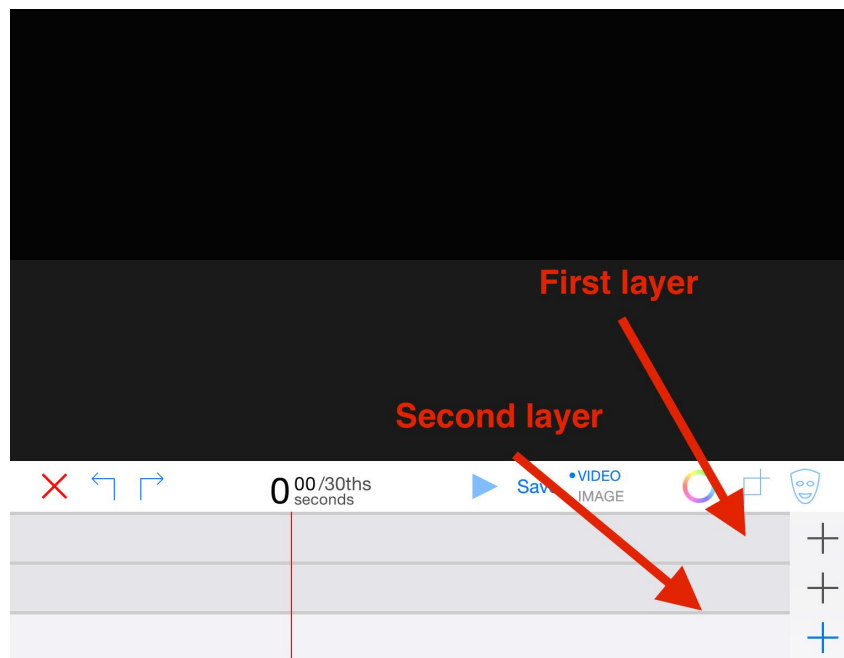 First layer
Second layer
0 00/30ths
seconds
Save
•VIDEO
IMAGE